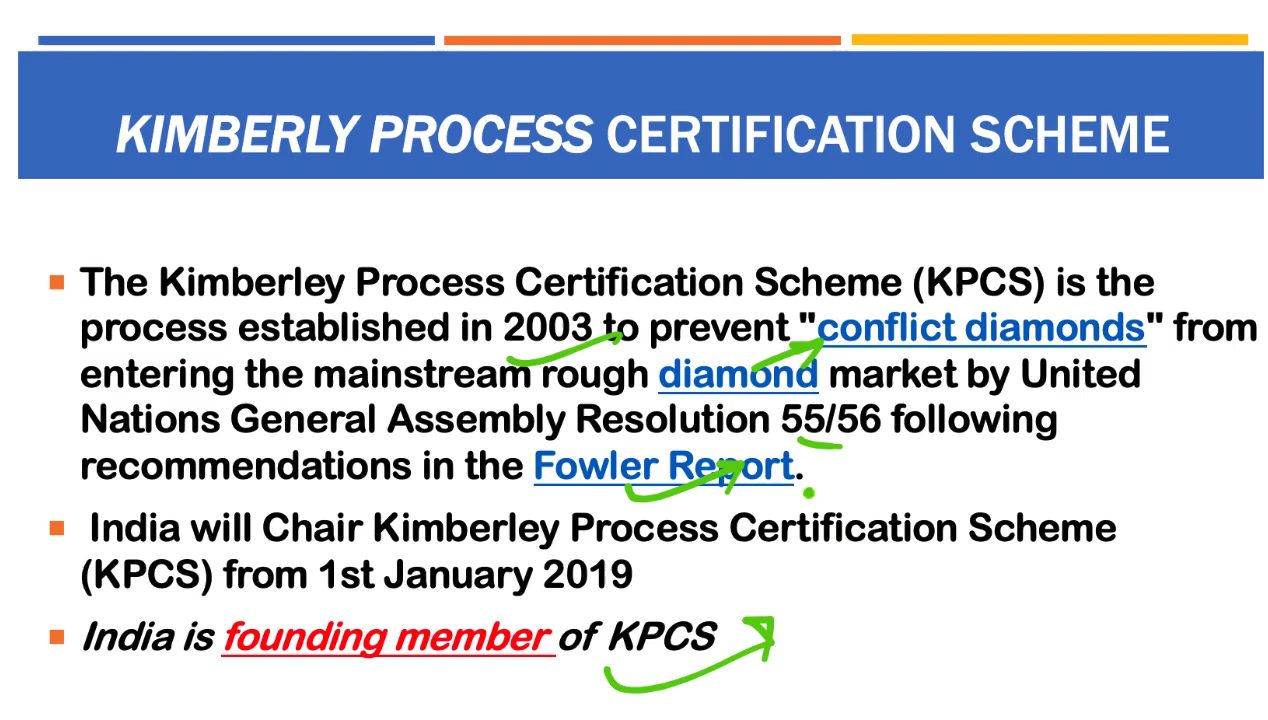 KIMBERLY PROCESS CERTIFICATION SCHEME
The Kimberley Process Certification Scheme (KPCS) is the
process established in 2003 to prevent "conflict diamonds" from
entering the mainstream rough diamond market by United
Nations General Assembly Resolution 55/56 following
recommendations in the Fowler Report.
India will Chair Kimberley Process Certification Scheme
(KPCS) from 1st January 2019
India is founding member of KPCS